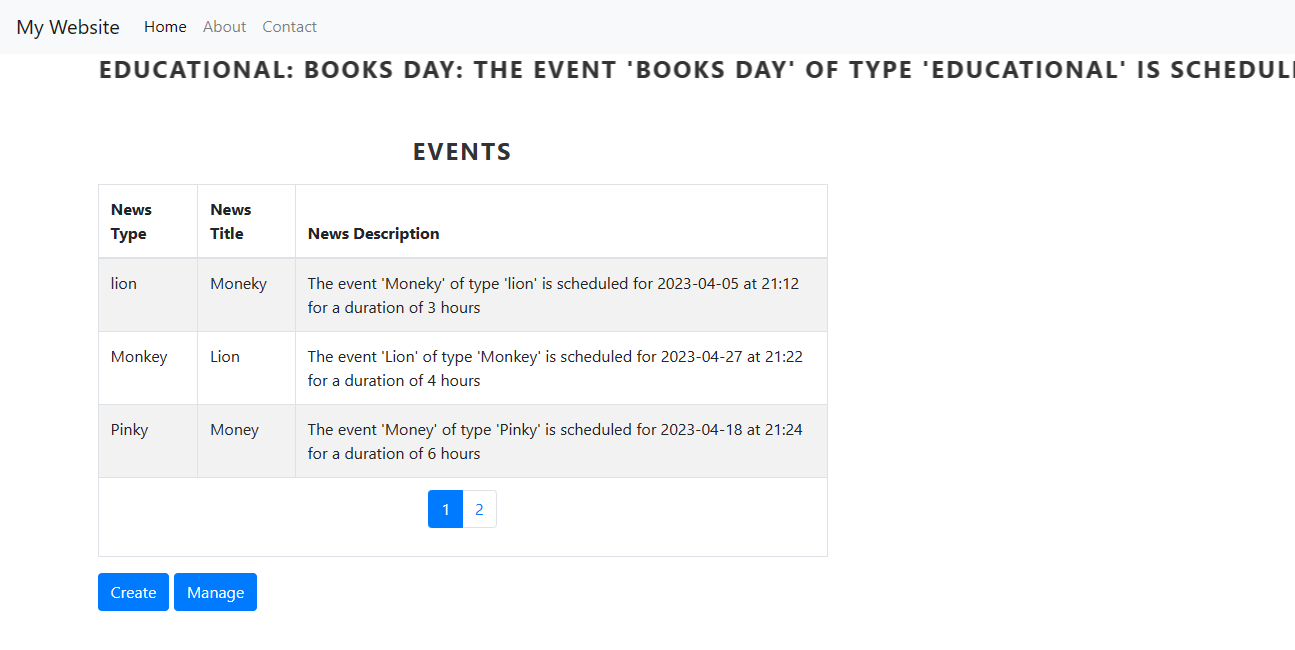 My Website Home About Contact
EDUCATIONAL: BOOKS DAY: THE EVENT 'BOOKS DAY' OF TYPE 'EDUCATIONAL' IS
EVENTS
News Type News Title News Description
lion Moneky The event 'Moneky' of type 'lion' is scheduled for 2023-04-05 at 21:12
for a duration of 3 hours
Monkey Lion The event 'Lion' of type 'Monkey' is scheduled for 2023-04-27 at 21:22
for a duration of 4 hours
Pinky Money The event 'Money' of type 'Pinky' is scheduled for 2023-04-18 at 21:24
for a duration of 6 hours
1 2
Create Manage